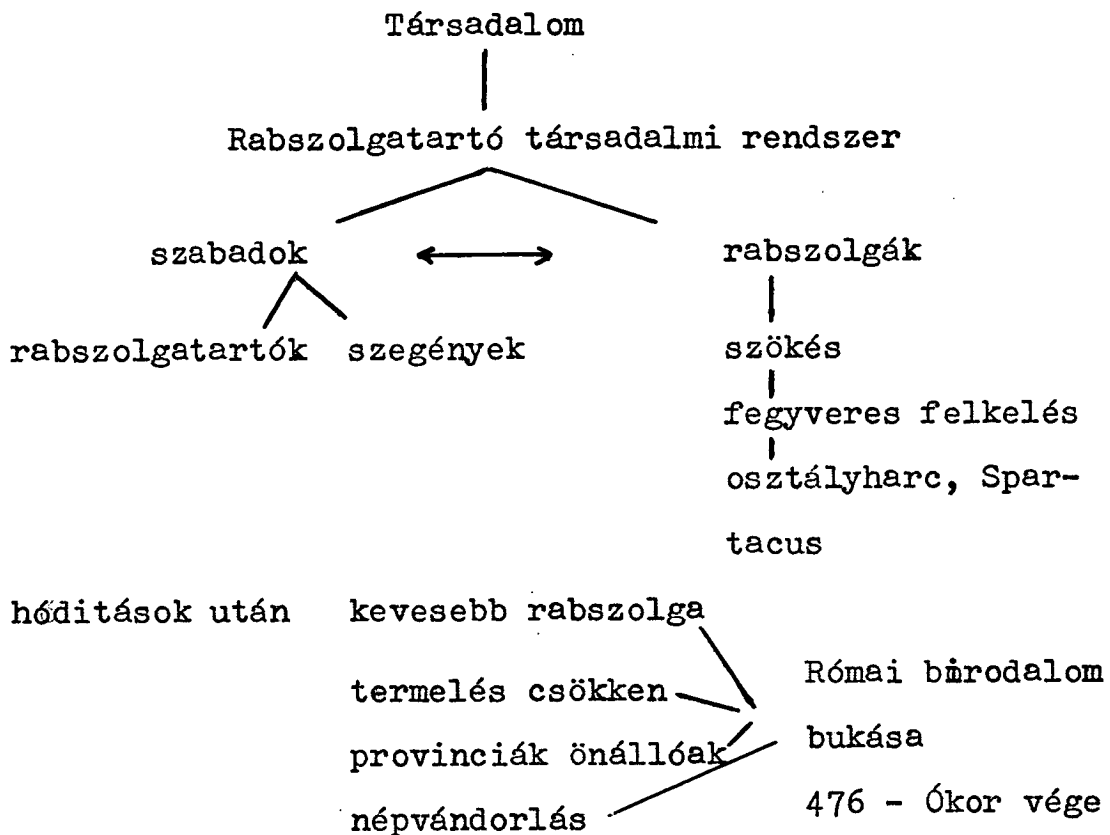 Társadalom
Rabszolgatartó társadalmi rendszer
szabadok rabszolgák
rabszolgatartók szegények szökés
fegyveres felkelés
osztályharc, Spar-
tacus
hóditások után kevesebb rabszolga
Római birodalom
termelés csökken
bukása
provinciák önállóak
476 - Ókor vége
népvándorlás